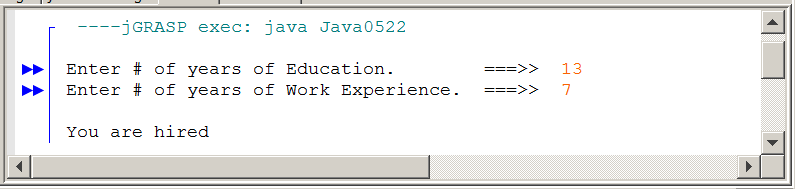 ----jGRASP exec: java Java0522
Enter # of years of Education.         ===>>  13
Enter # of years of Work Experience.  ===>>  7
You are hired